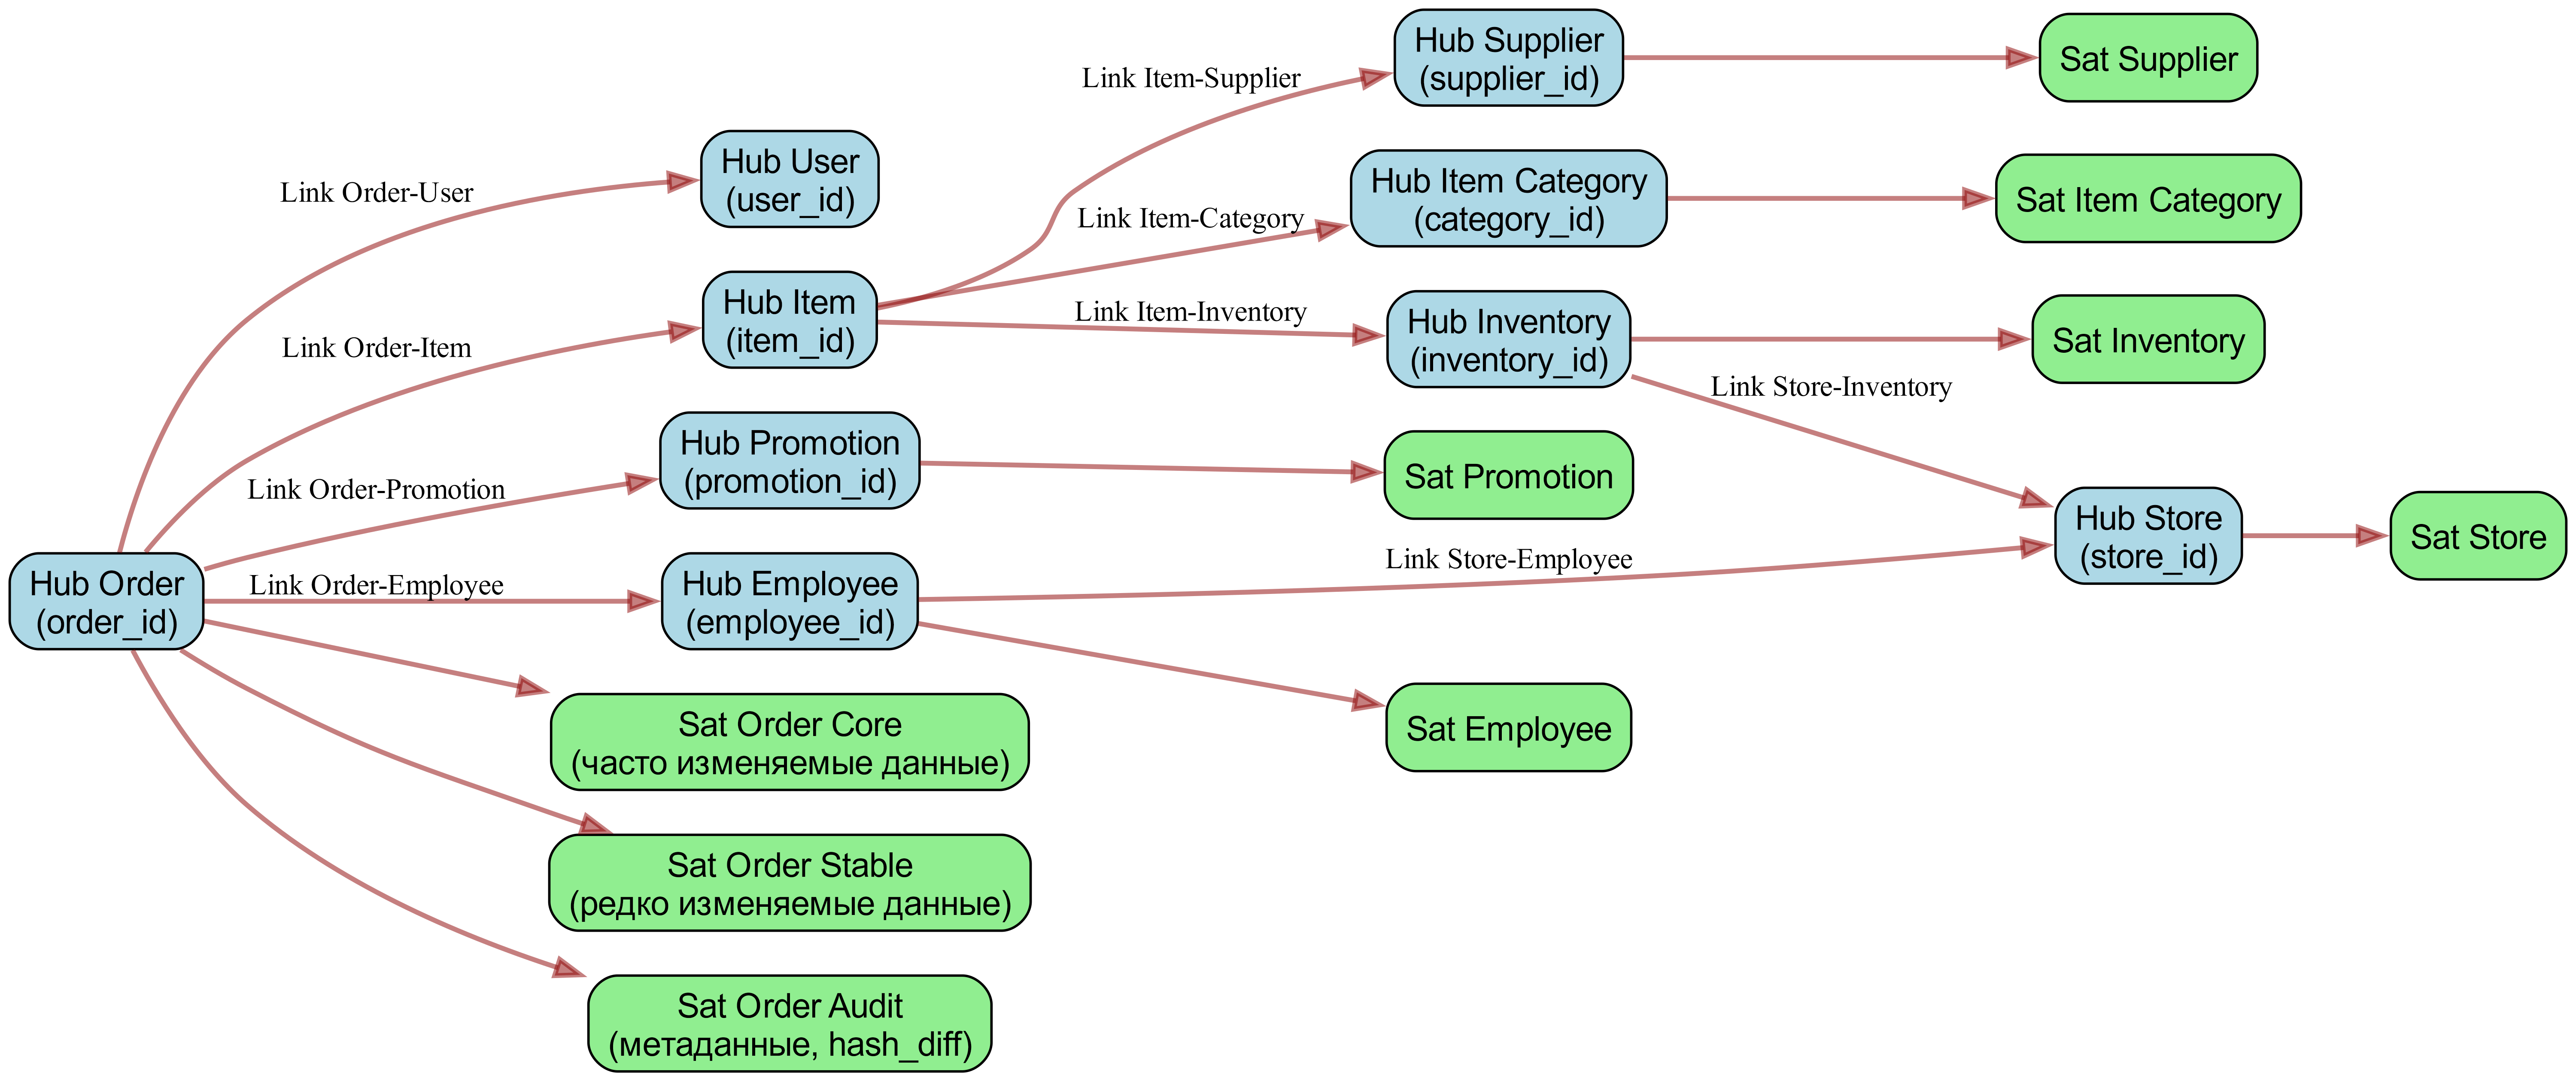 Hub Supplier
(supplier_id)
Sat Supplier
Link Item-Supplier
Hub User
(user_id)
Link Order-User
Hub Item Category
(category_id)
Sat Item Category
Link Item-Category
Hub Item
(item_id)
Link Order-Item
Link Item-Inventory
Hub Inventory
(inventory_id)
Sat Inventory
Link Store-Inventory
Hub Promotion
(promotion_id)
Link Order-Promotion
Sat Promotion
Hub Store
(store_id)
Sat Store
Link Store-Employee
Hub Order
(order_id)
Link Order-Employee
Hub Employee
(employee_id)
Sat Employee
Sat Order Core
(часто изменяемые данные)
Sat Order Stable
(редко изменяемые данные)
Sat Order Audit
(метаданные, hash_diff)